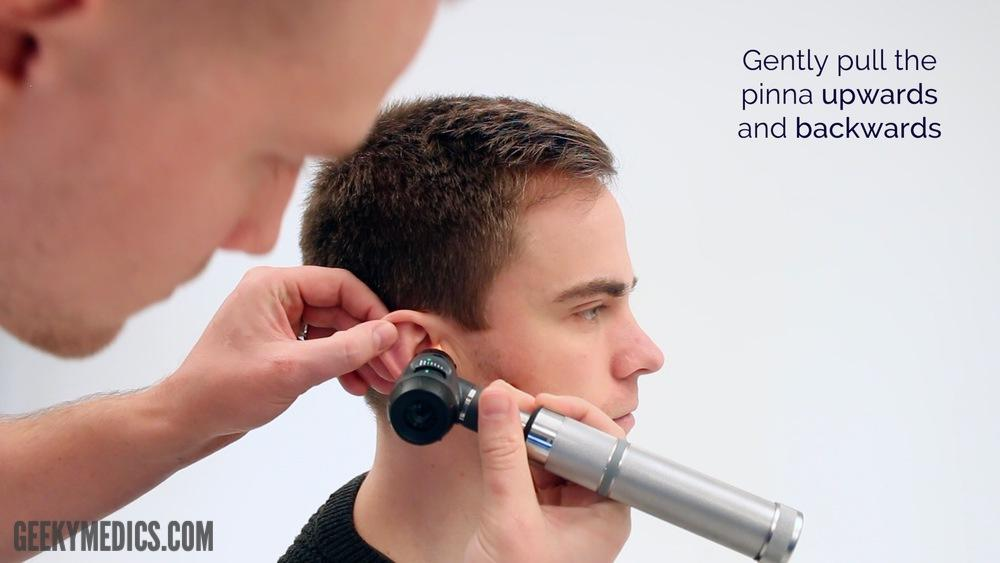 Gently pull the
pinna upwards
and backwards
GEEKYMEDICS.COM